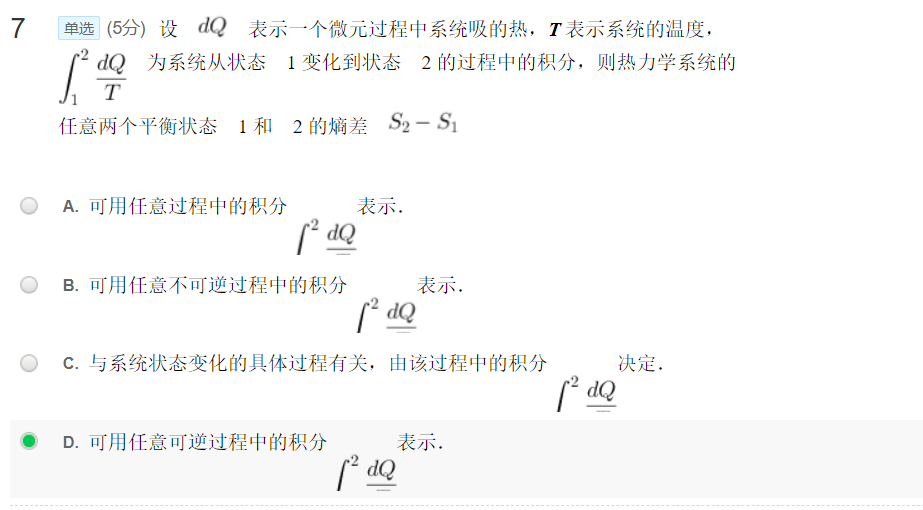 7 单选 (5分) 设 dQ 表示一个微元过程中系统吸的热，T表示系统的温度，
∫₁² dQ/T 为系统从状态 1变化到状态 2的过程中的积分，则热力学系统的
任意两个平衡状态 1和 2的熵差 S₂ − S₁
A. 可用任意过程中的积分 ∫² dQ 表示．
B. 可用任意不可逆过程中的积分 ∫² dQ 表示．
C. 与系统状态变化的具体过程有关，由该过程中的积分 ∫² dQ 决定．
D. 可用任意可逆过程中的积分 ∫² dQ 表示．